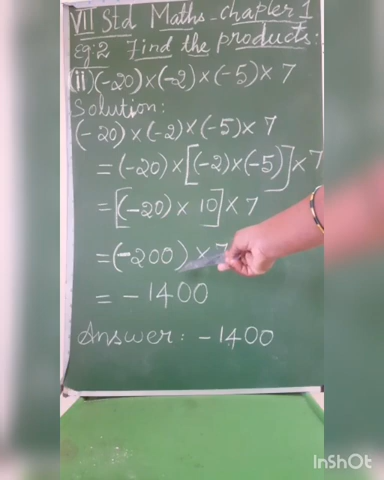 VII Std Maths - chapter 1
Eg:2 Find the products:
(ii) (-20)×(-2)×(-5)× 7
Solution:
(-20)×(-2)×(-5)× 7
= (-20)×[(-2)×(-5)]×7
= [(-20)× 10]×7
= (-200) × 7
= - 1400
Answer: - 1400
InShOt